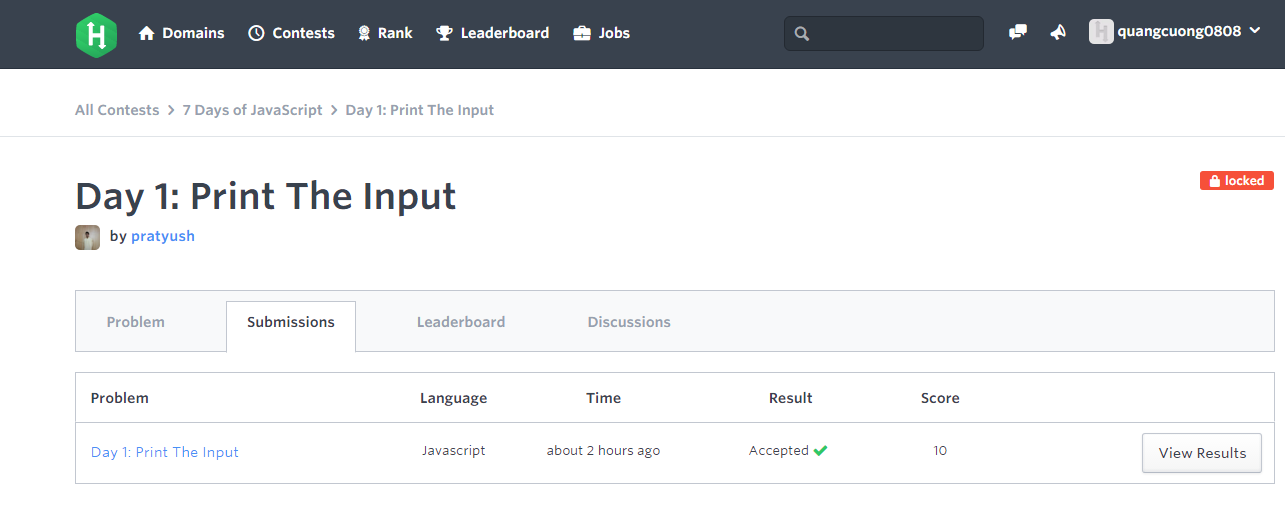 H Domains Contests Rank Leaderboard Jobs quangcuong0808
All Contests > 7 Days of JavaScript > Day 1: Print The Input
Day 1: Print The Input
locked
by pratyush
Problem Submissions Leaderboard Discussions
Problem Language Time Result Score
Day 1: Print The Input Javascript about 2 hours ago Accepted 10 View Results